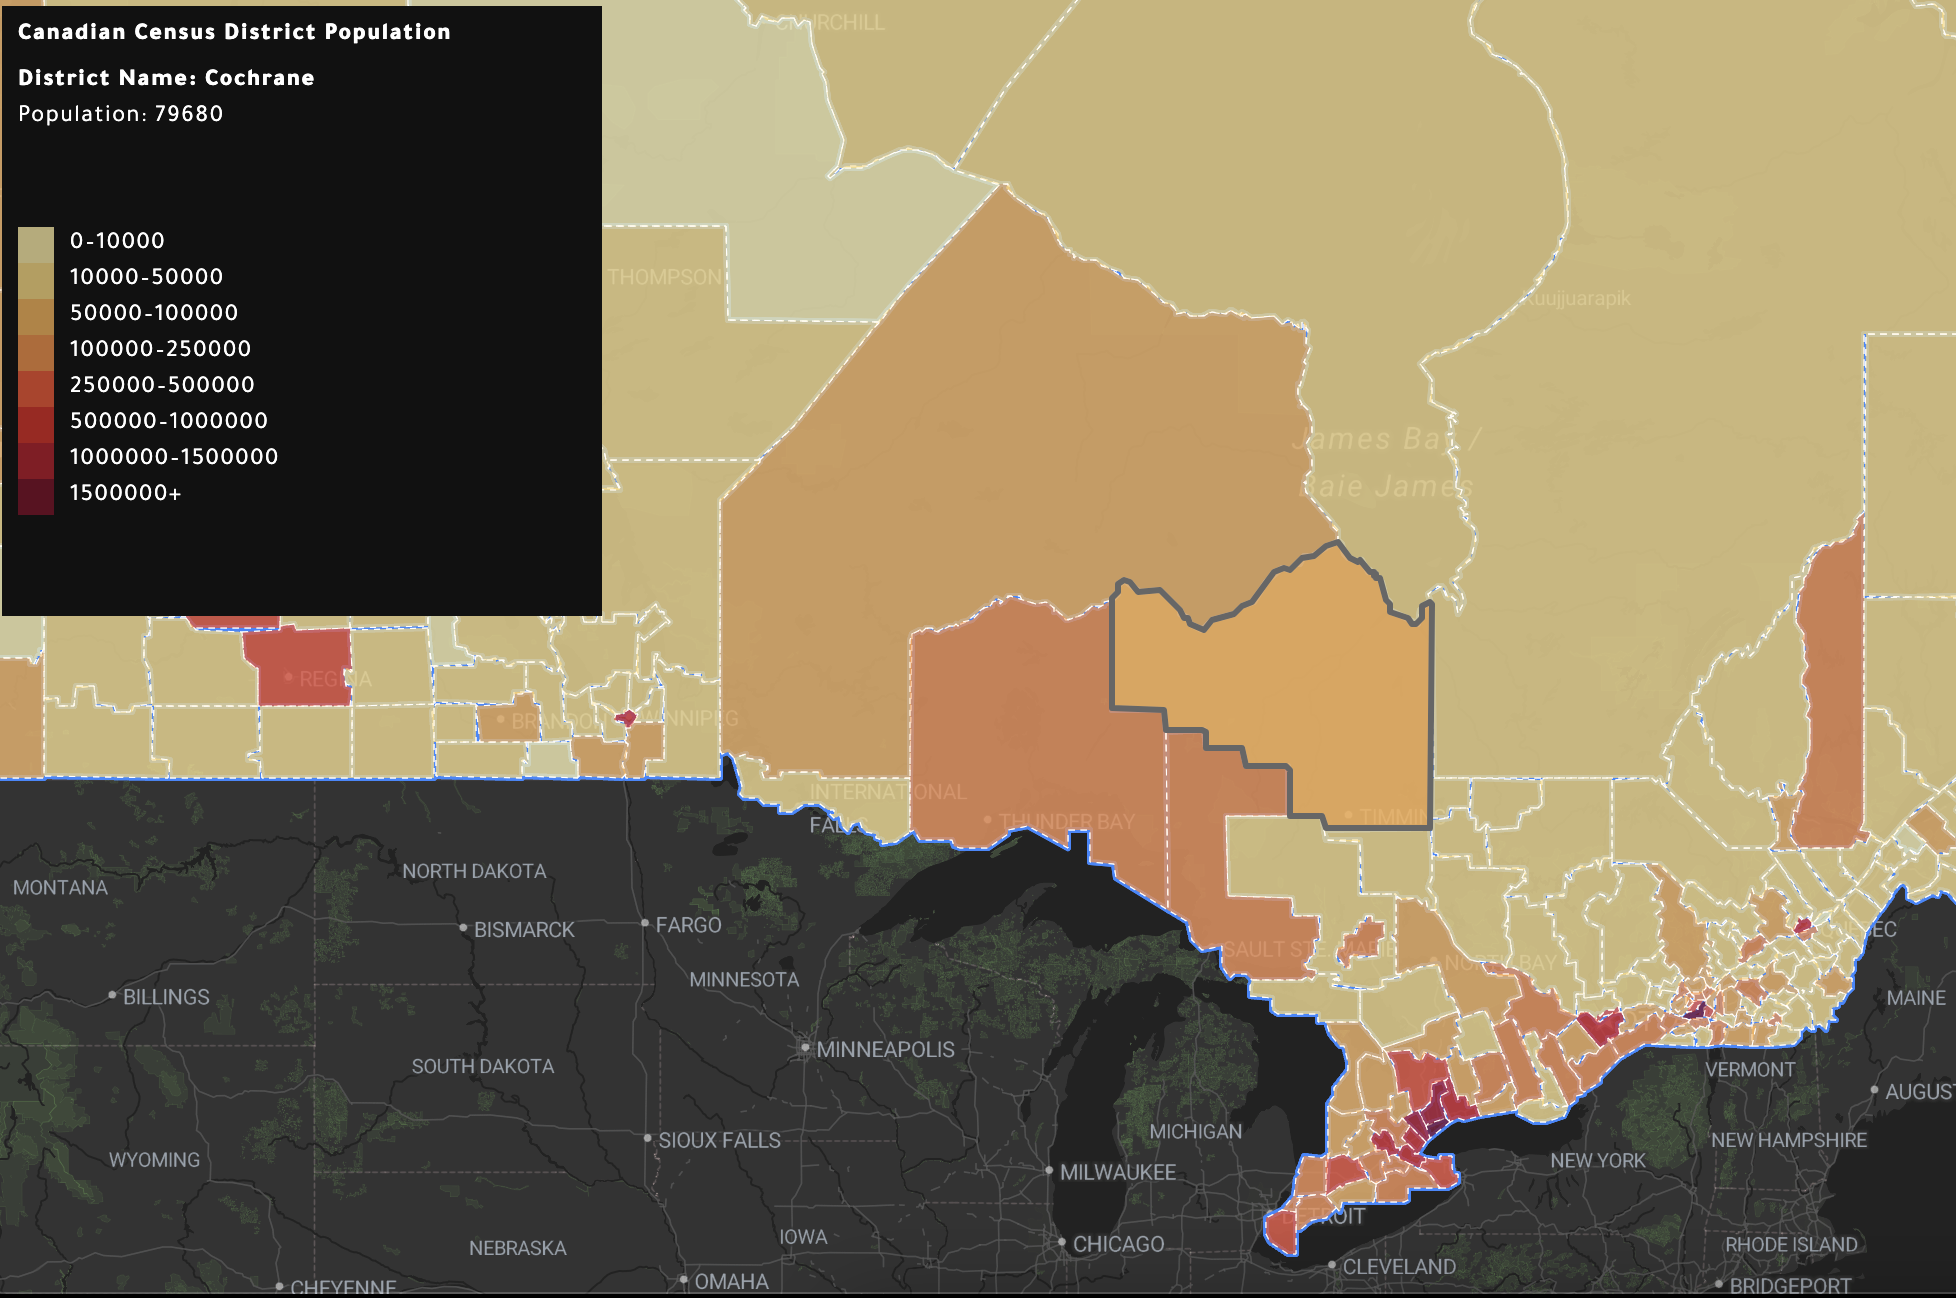 Canadian Census District Population
District Name: Cochrane
Population: 79680
0-10000
10000-50000
50000-100000
100000-250000
250000-500000
500000-1000000
1000000-1500000
1500000+
CHURCHILL
THOMPSON
Kuujjuarapik
James Bay /
Baie James
REGINA
BRANDON
WINNIPEG
INTERNATIONAL
FALLS
THUNDER BAY
TIMMINS
MONTANA
NORTH DAKOTA
BISMARCK
FARGO
SAULT STE. MARIE
NORTH BAY
QUEBEC
MINNESOTA
BILLINGS
MAINE
MINNEAPOLIS
SOUTH DAKOTA
VERMONT
AUGUS
SIOUX FALLS
MICHIGAN
NEW HAMPSHIRE
WYOMING
MILWAUKEE
NEW YORK
DETROIT
IOWA
CHICAGO
NEBRASKA
RHODE ISLAND
CLEVELAND
CHEYENNE
OMAHA
BRIDGEPORT